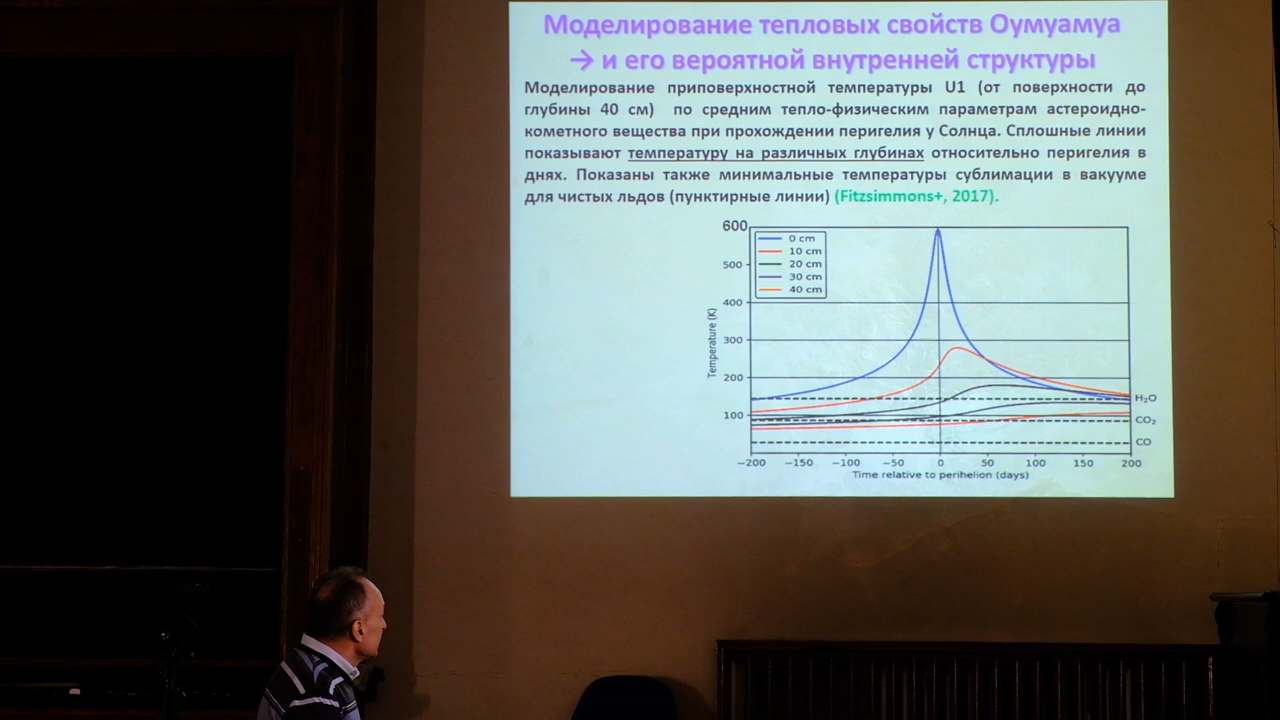 Моделирование тепловых свойств Оумуамуа
→ и его вероятной внутренней структуры
Моделирование приповерхностной температуры U1 (от поверхности до
глубины 40 см) по средним тепло-физическим параметрам астероидно-
кометного вещества при прохождении перигелия у Солнца. Сплошные линии
показывают температуру на различных глубинах относительно перигелия в
днях. Показаны также минимальные температуры сублимации в вакууме
для чистых льдов (пунктирные линии) (Fitzsimmons+, 2017).
600
500
400
300
200
100
Temperature (K)
0 cm
10 cm
20 cm
30 cm
40 cm
H₂O
CO₂
CO
−200 −150 −100 −50 0 50 100 150 200
Time relative to perihelion (days)